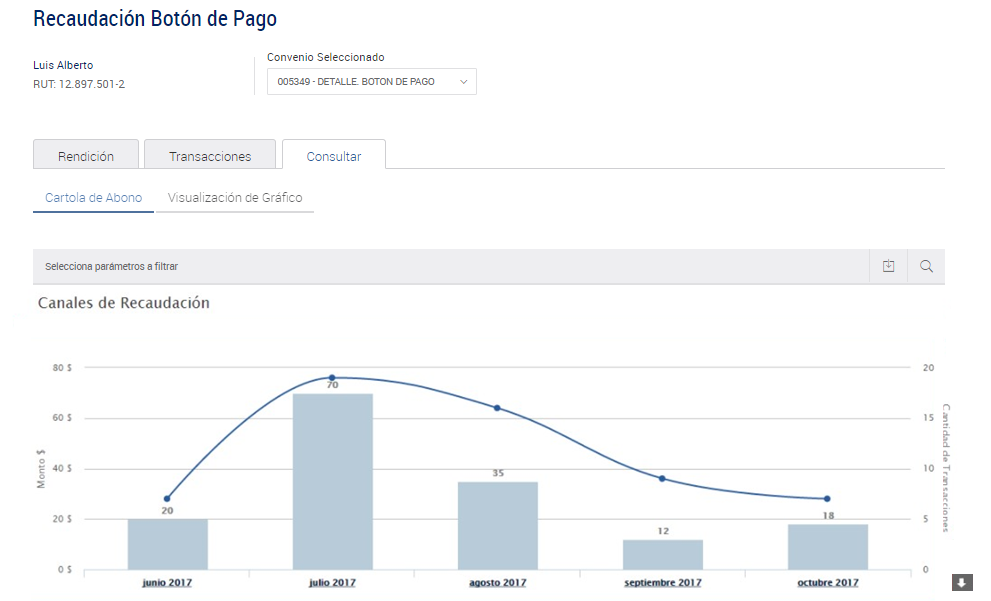 Recaudación Botón de Pago
Luis Alberto
RUT: 12.897.501-2
Convenio Seleccionado
005349 - DETALLE. BOTON DE PAGO
Rendición
Transacciones
Consultar
Cartola de Abono
Visualización de Gráfico
Selecciona parámetros a filtrar
Canales de Recaudación
80 $
60 $
40 $
20 $
0 $
Monto $
20
70
35
12
18
20
15
10
5
0
Cantidad de Transacciones
junio 2017
julio 2017
agosto 2017
septiembre 2017
octubre 2017